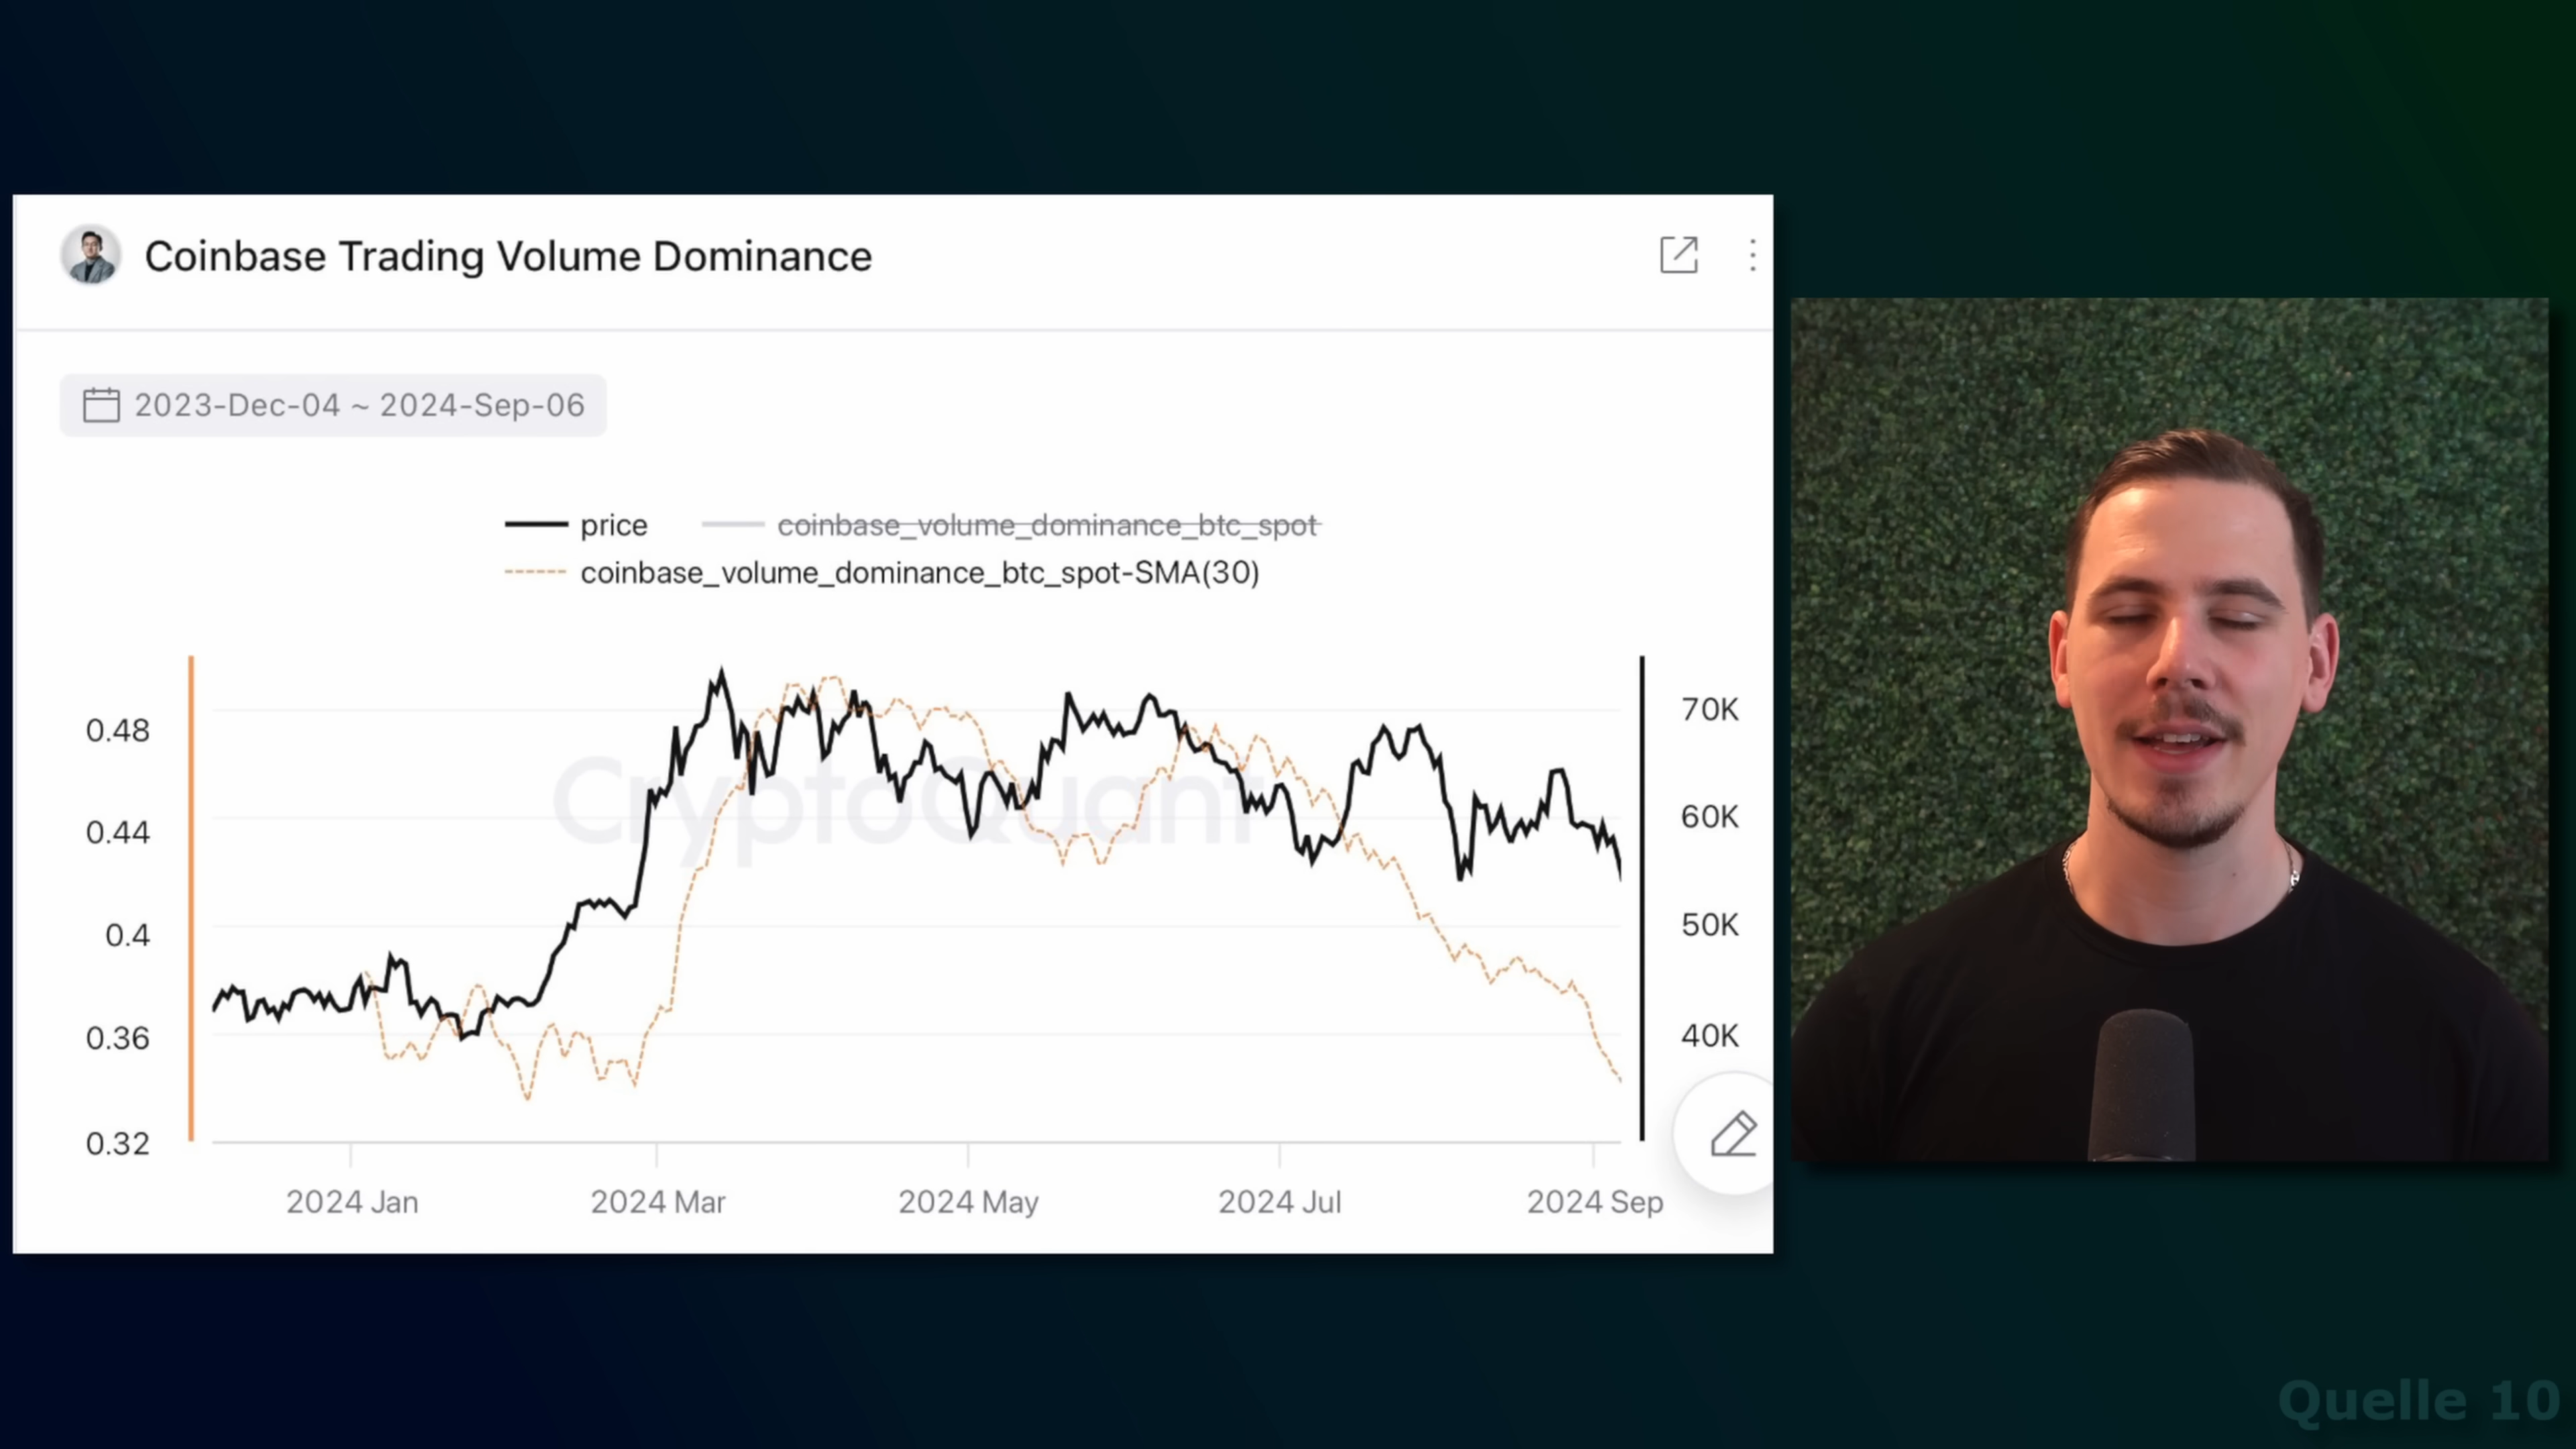 Coinbase Trading Volume Dominance
2023-Dec-04 ~ 2024-Sep-06
price coinbase_volume_dominance_btc_spot
coinbase_volume_dominance_btc_spot-SMA(30)
CryptoQuant
0.48
0.44
0.4
0.36
0.32
70K
60K
50K
40K
2024 Jan 2024 Mar 2024 May 2024 Jul 2024 Sep
Quelle 10